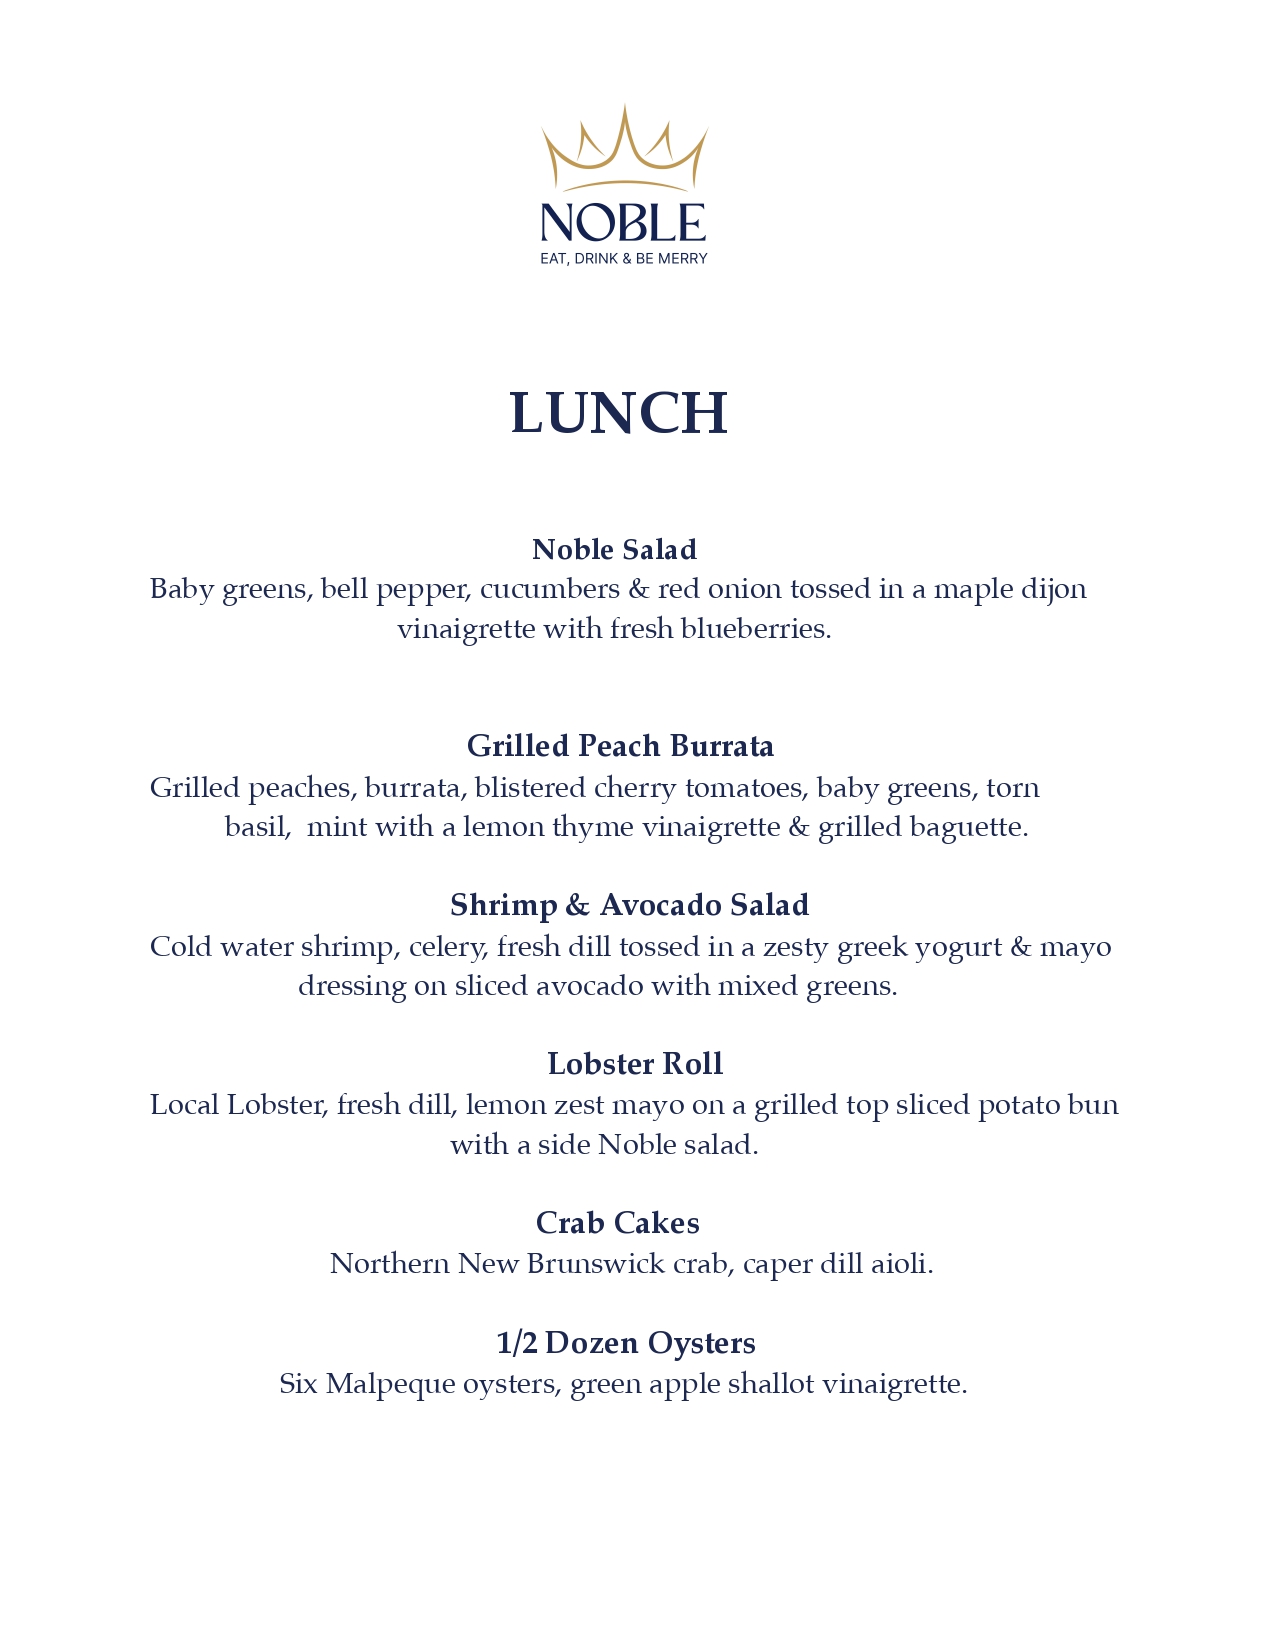 NOBLE
EAT, DRINK & BE MERRY
LUNCH
Noble Salad
Baby greens, bell pepper, cucumbers & red onion tossed in a maple dijon
vinaigrette with fresh blueberries.
Grilled Peach Burrata
Grilled peaches, burrata, blistered cherry tomatoes, baby greens, torn
basil,  mint with a lemon thyme vinaigrette & grilled baguette.
Shrimp & Avocado Salad
Cold water shrimp, celery, fresh dill tossed in a zesty greek yogurt & mayo
dressing on sliced avocado with mixed greens.
Lobster Roll
Local Lobster, fresh dill, lemon zest mayo on a grilled top sliced potato bun
with a side Noble salad.
Crab Cakes
Northern New Brunswick crab, caper dill aioli.
1/2 Dozen Oysters
Six Malpeque oysters, green apple shallot vinaigrette.